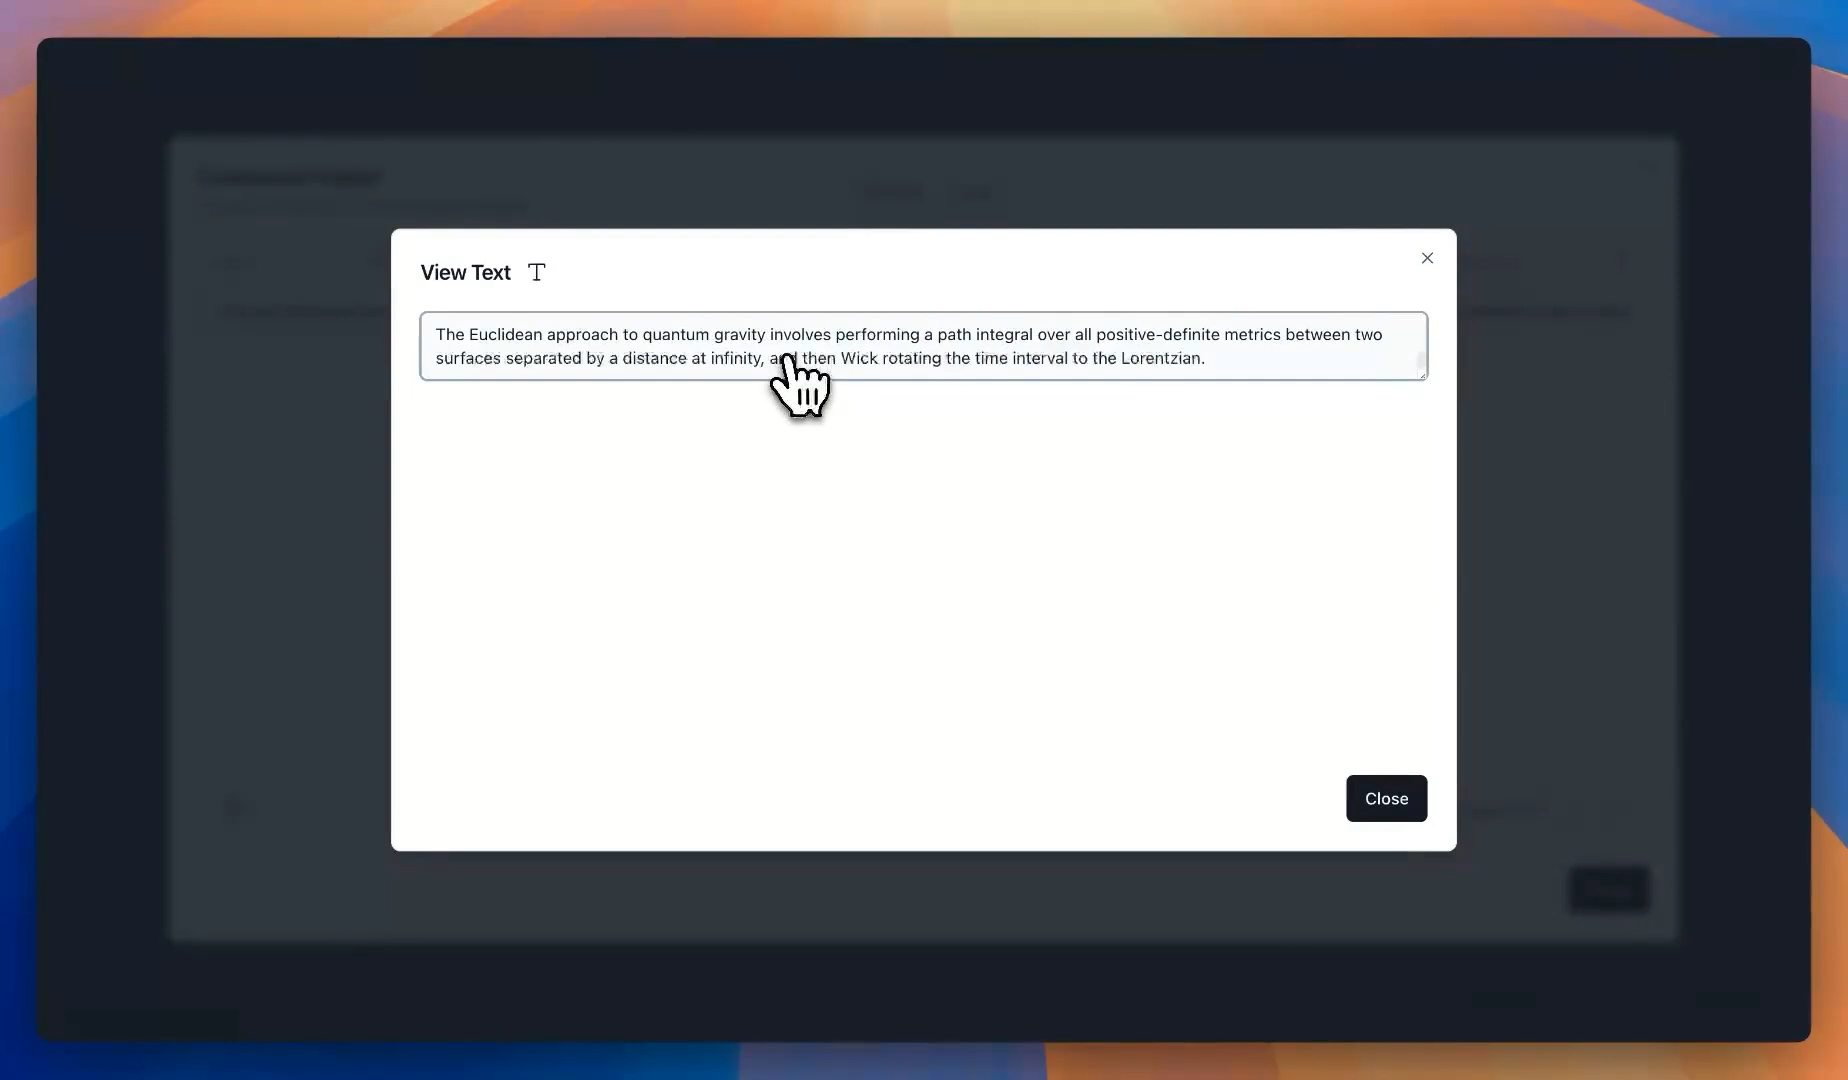 View Text
The Euclidean approach to quantum gravity involves performing a path integral over all positive-definite metrics between two
surfaces separated by a distance at infinity, and then Wick rotating the time interval to the Lorentzian.
Close